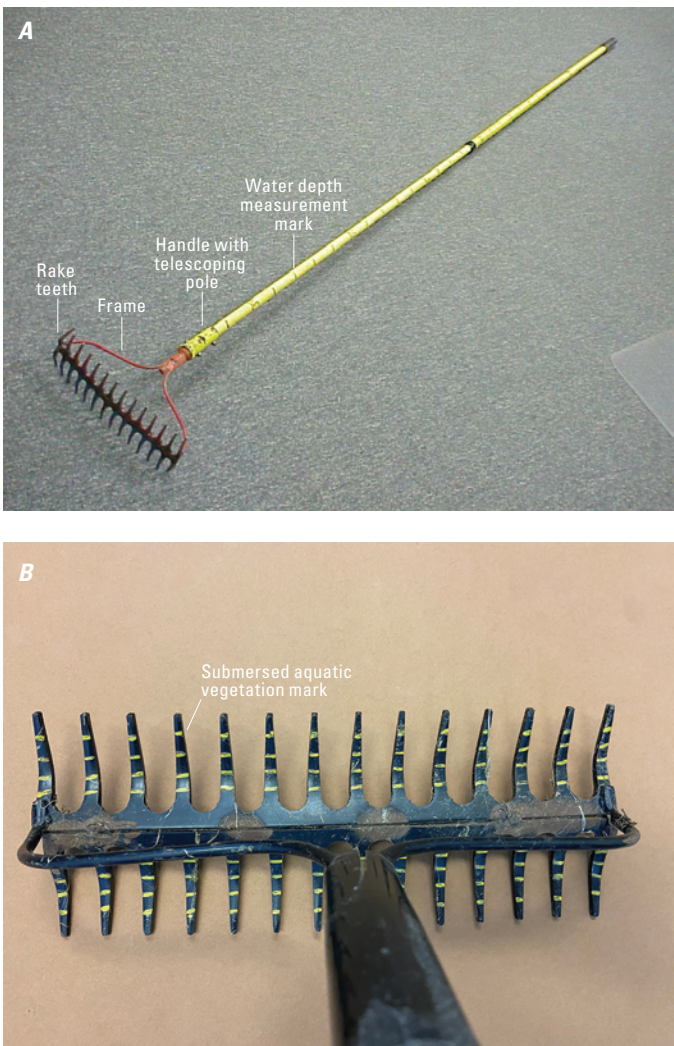 A
Water depth
measurement
mark
Handle with
telescoping
pole
Rake
teeth
Frame
B
Submersed aquatic
vegetation mark